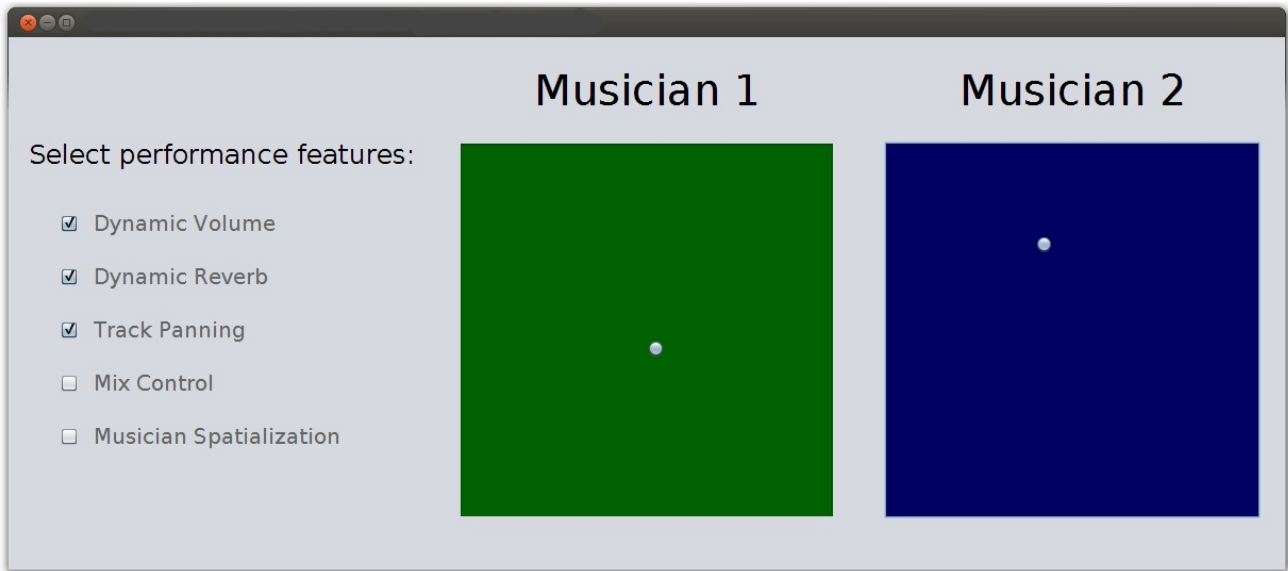 Musician 1
Musician 2
Select performance features:
Dynamic Volume
Dynamic Reverb
Track Panning
Mix Control
Musician Spatialization